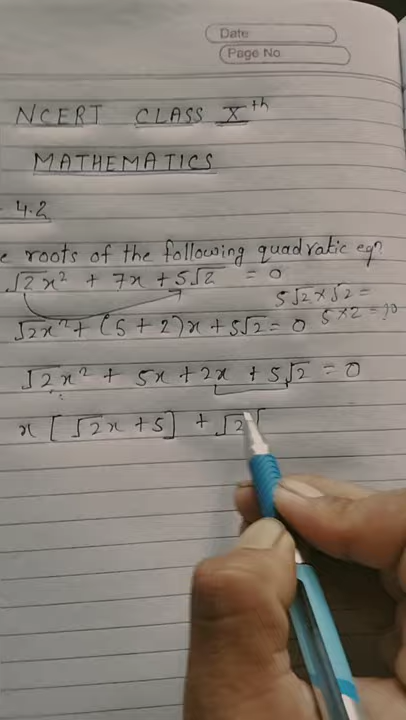 Date
Page No
NCERT CLASS Xth
MATHEMATICS
4.2
e roots of the following quadratic eqn
√2x² + 7x + 5√2 = 0
5√2 × √2 =
5 × 2 = 10
√2x² + (5 + 2)x + 5√2 = 0
√2x² + 5x + 2x + 5√2 = 0
x [√2x + 5] + √2[